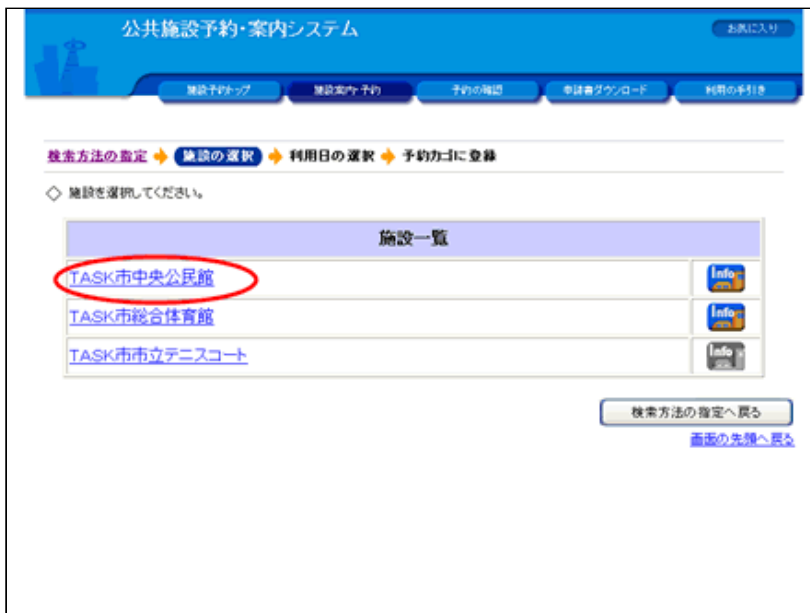 公共施設予約・案内システム
お気に入り
施設予約トップ 施設案内・予約 予約の確認 申請書ダウンロード 利用の手引き
検索方法の指定 施設の選択 利用日の選択 予約カゴに登録
◇ 施設を選択してください。
施設一覧
TASK市中央公民館 Info
TASK市総合体育館 Info
TASK市市立テニスコート Info
検索方法の指定へ戻る
画面の先頭へ戻る